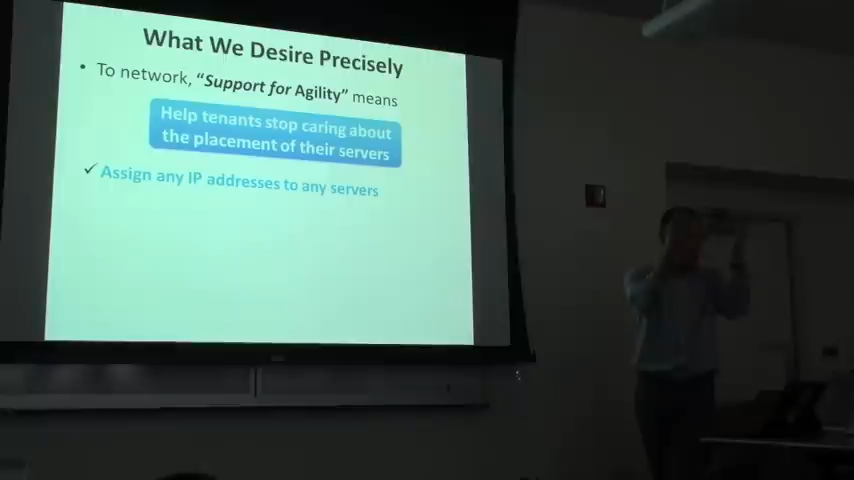 What We Desire Precisely
• To network, “Support for Agility” means
Help tenants stop caring about
the placement of their servers
✓ Assign any IP addresses to any servers